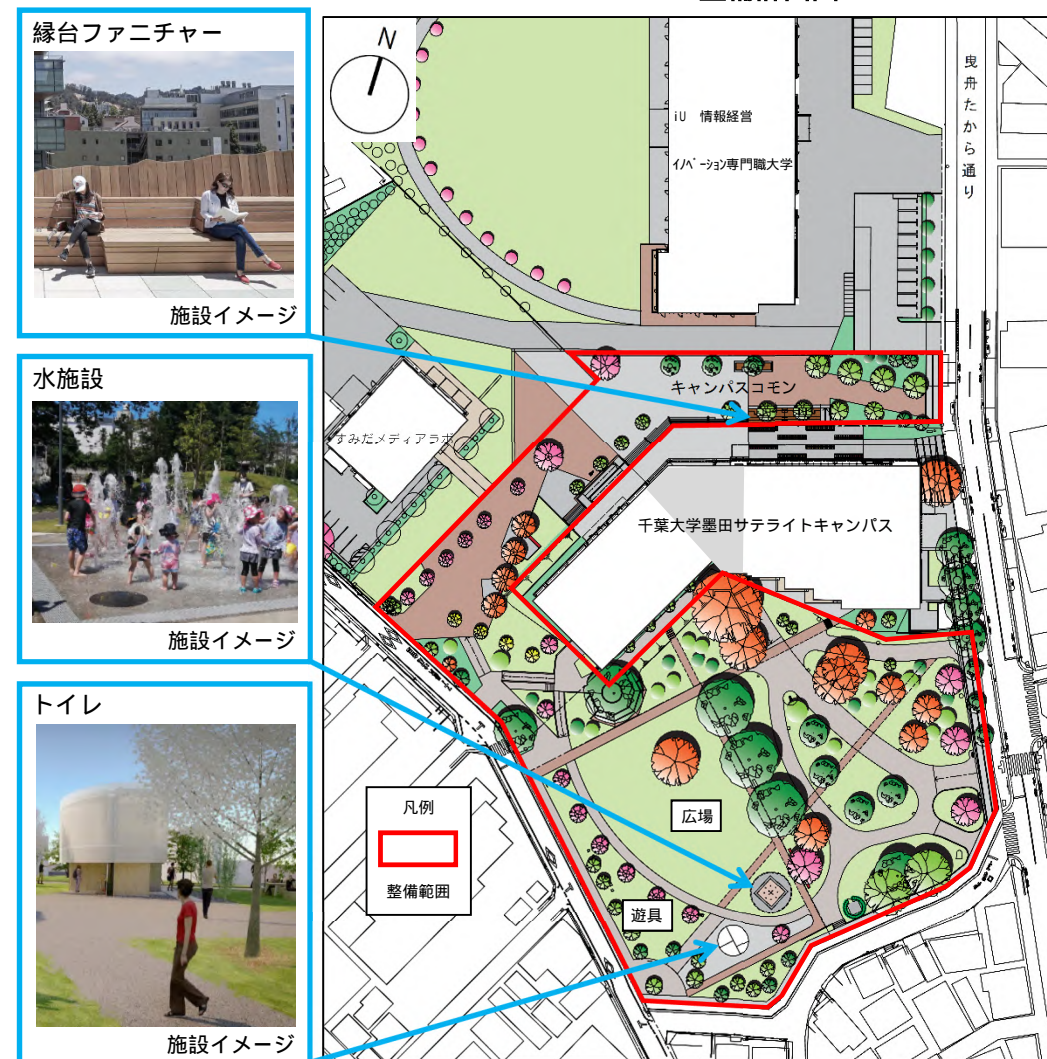 縁台ファニチャー
施設イメージ
水施設
施設イメージ
トイレ
施設イメージ
N
iU 情報経営
ｲﾉﾍﾞｰｼｮﾝ専門職大学
曳舟たから通り
キャンパスコモン
すみだメディアラボ
千葉大学墨田サテライトキャンパス
広場
遊具
凡例
整備範囲